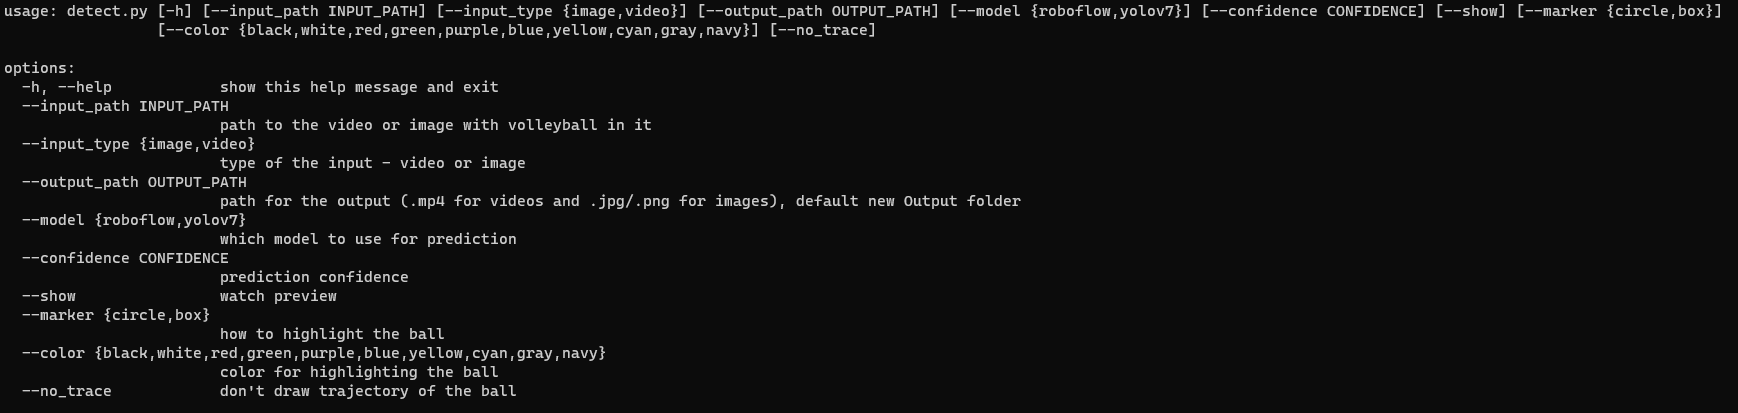 usage: detect.py [-h] [--input_path INPUT_PATH] [--input_type {image,video}] [--output_path OUTPUT_PATH] [--model {roboflow,yolov7}] [--confidence CONFIDENCE] [--show] [--marker {circle,box}]
                 [--color {black,white,red,green,purple,blue,yellow,cyan,gray,navy}] [--no_trace]

options:
  -h, --help            show this help message and exit
  --input_path INPUT_PATH
                        path to the video or image with volleyball in it
  --input_type {image,video}
                        type of the input - video or image
  --output_path OUTPUT_PATH
                        path for the output (.mp4 for videos and .jpg/.png for images), default new Output folder
  --model {roboflow,yolov7}
                        which model to use for prediction
  --confidence CONFIDENCE
                        prediction confidence
  --show                watch preview
  --marker {circle,box}
                        how to highlight the ball
  --color {black,white,red,green,purple,blue,yellow,cyan,gray,navy}
                        color for highlighting the ball
  --no_trace            don't draw trajectory of the ball